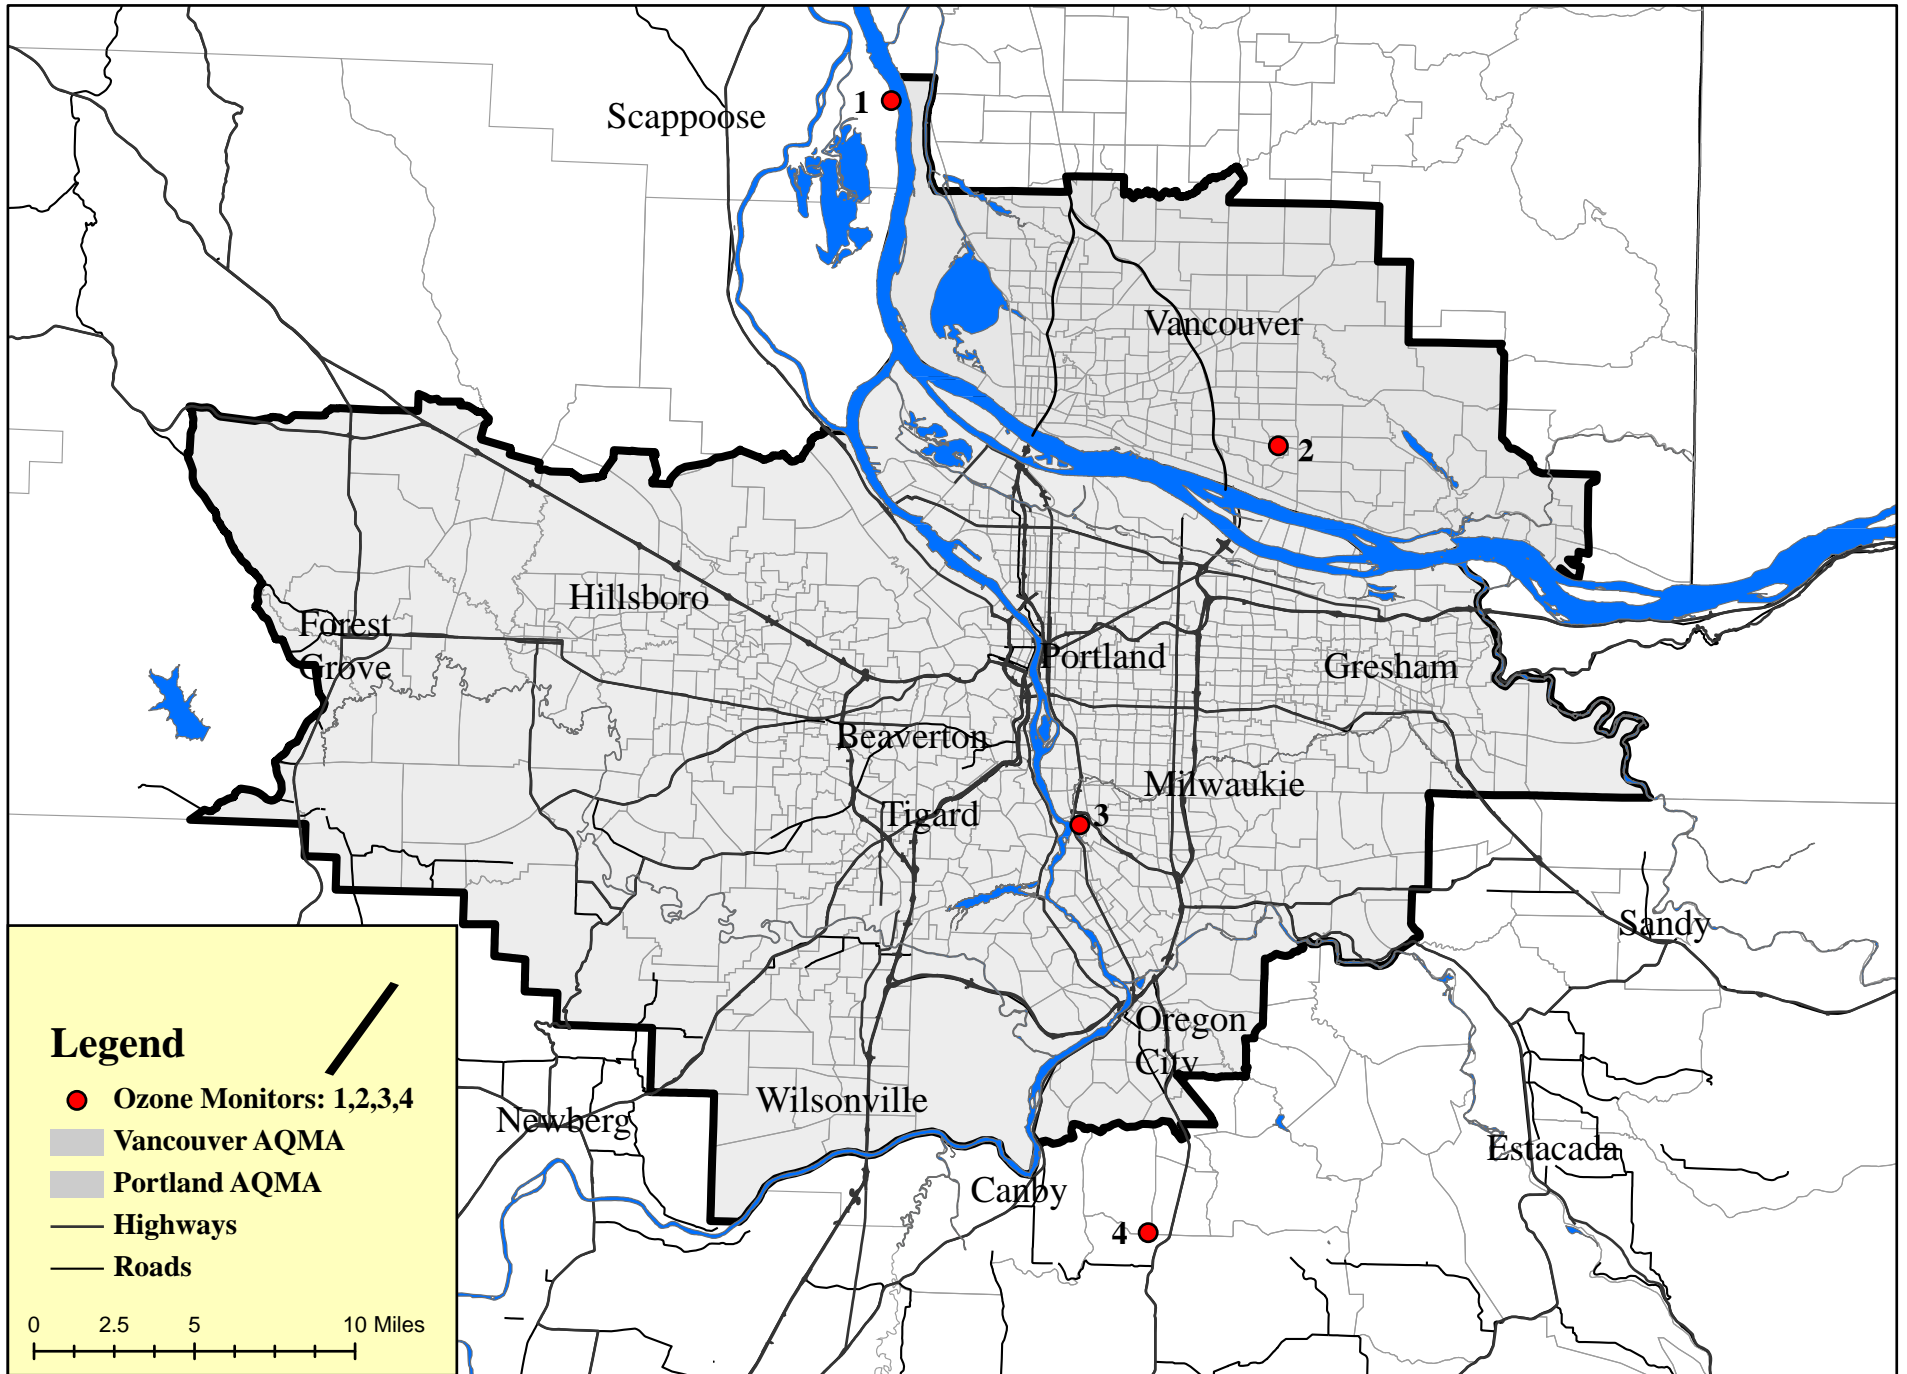 1
Scappoose
Vancouver
2
Hillsboro
Forest
Grove
Portland
Gresham
Beaverton
Milwaukie
Tigard
3
Sandy
Oregon
City
Wilsonville
Newberg
Estacada
Canby
4
Legend
Ozone Monitors: 1,2,3,4
Vancouver AQMA
Portland AQMA
Highways
Roads
0 2.5 5 10 Miles